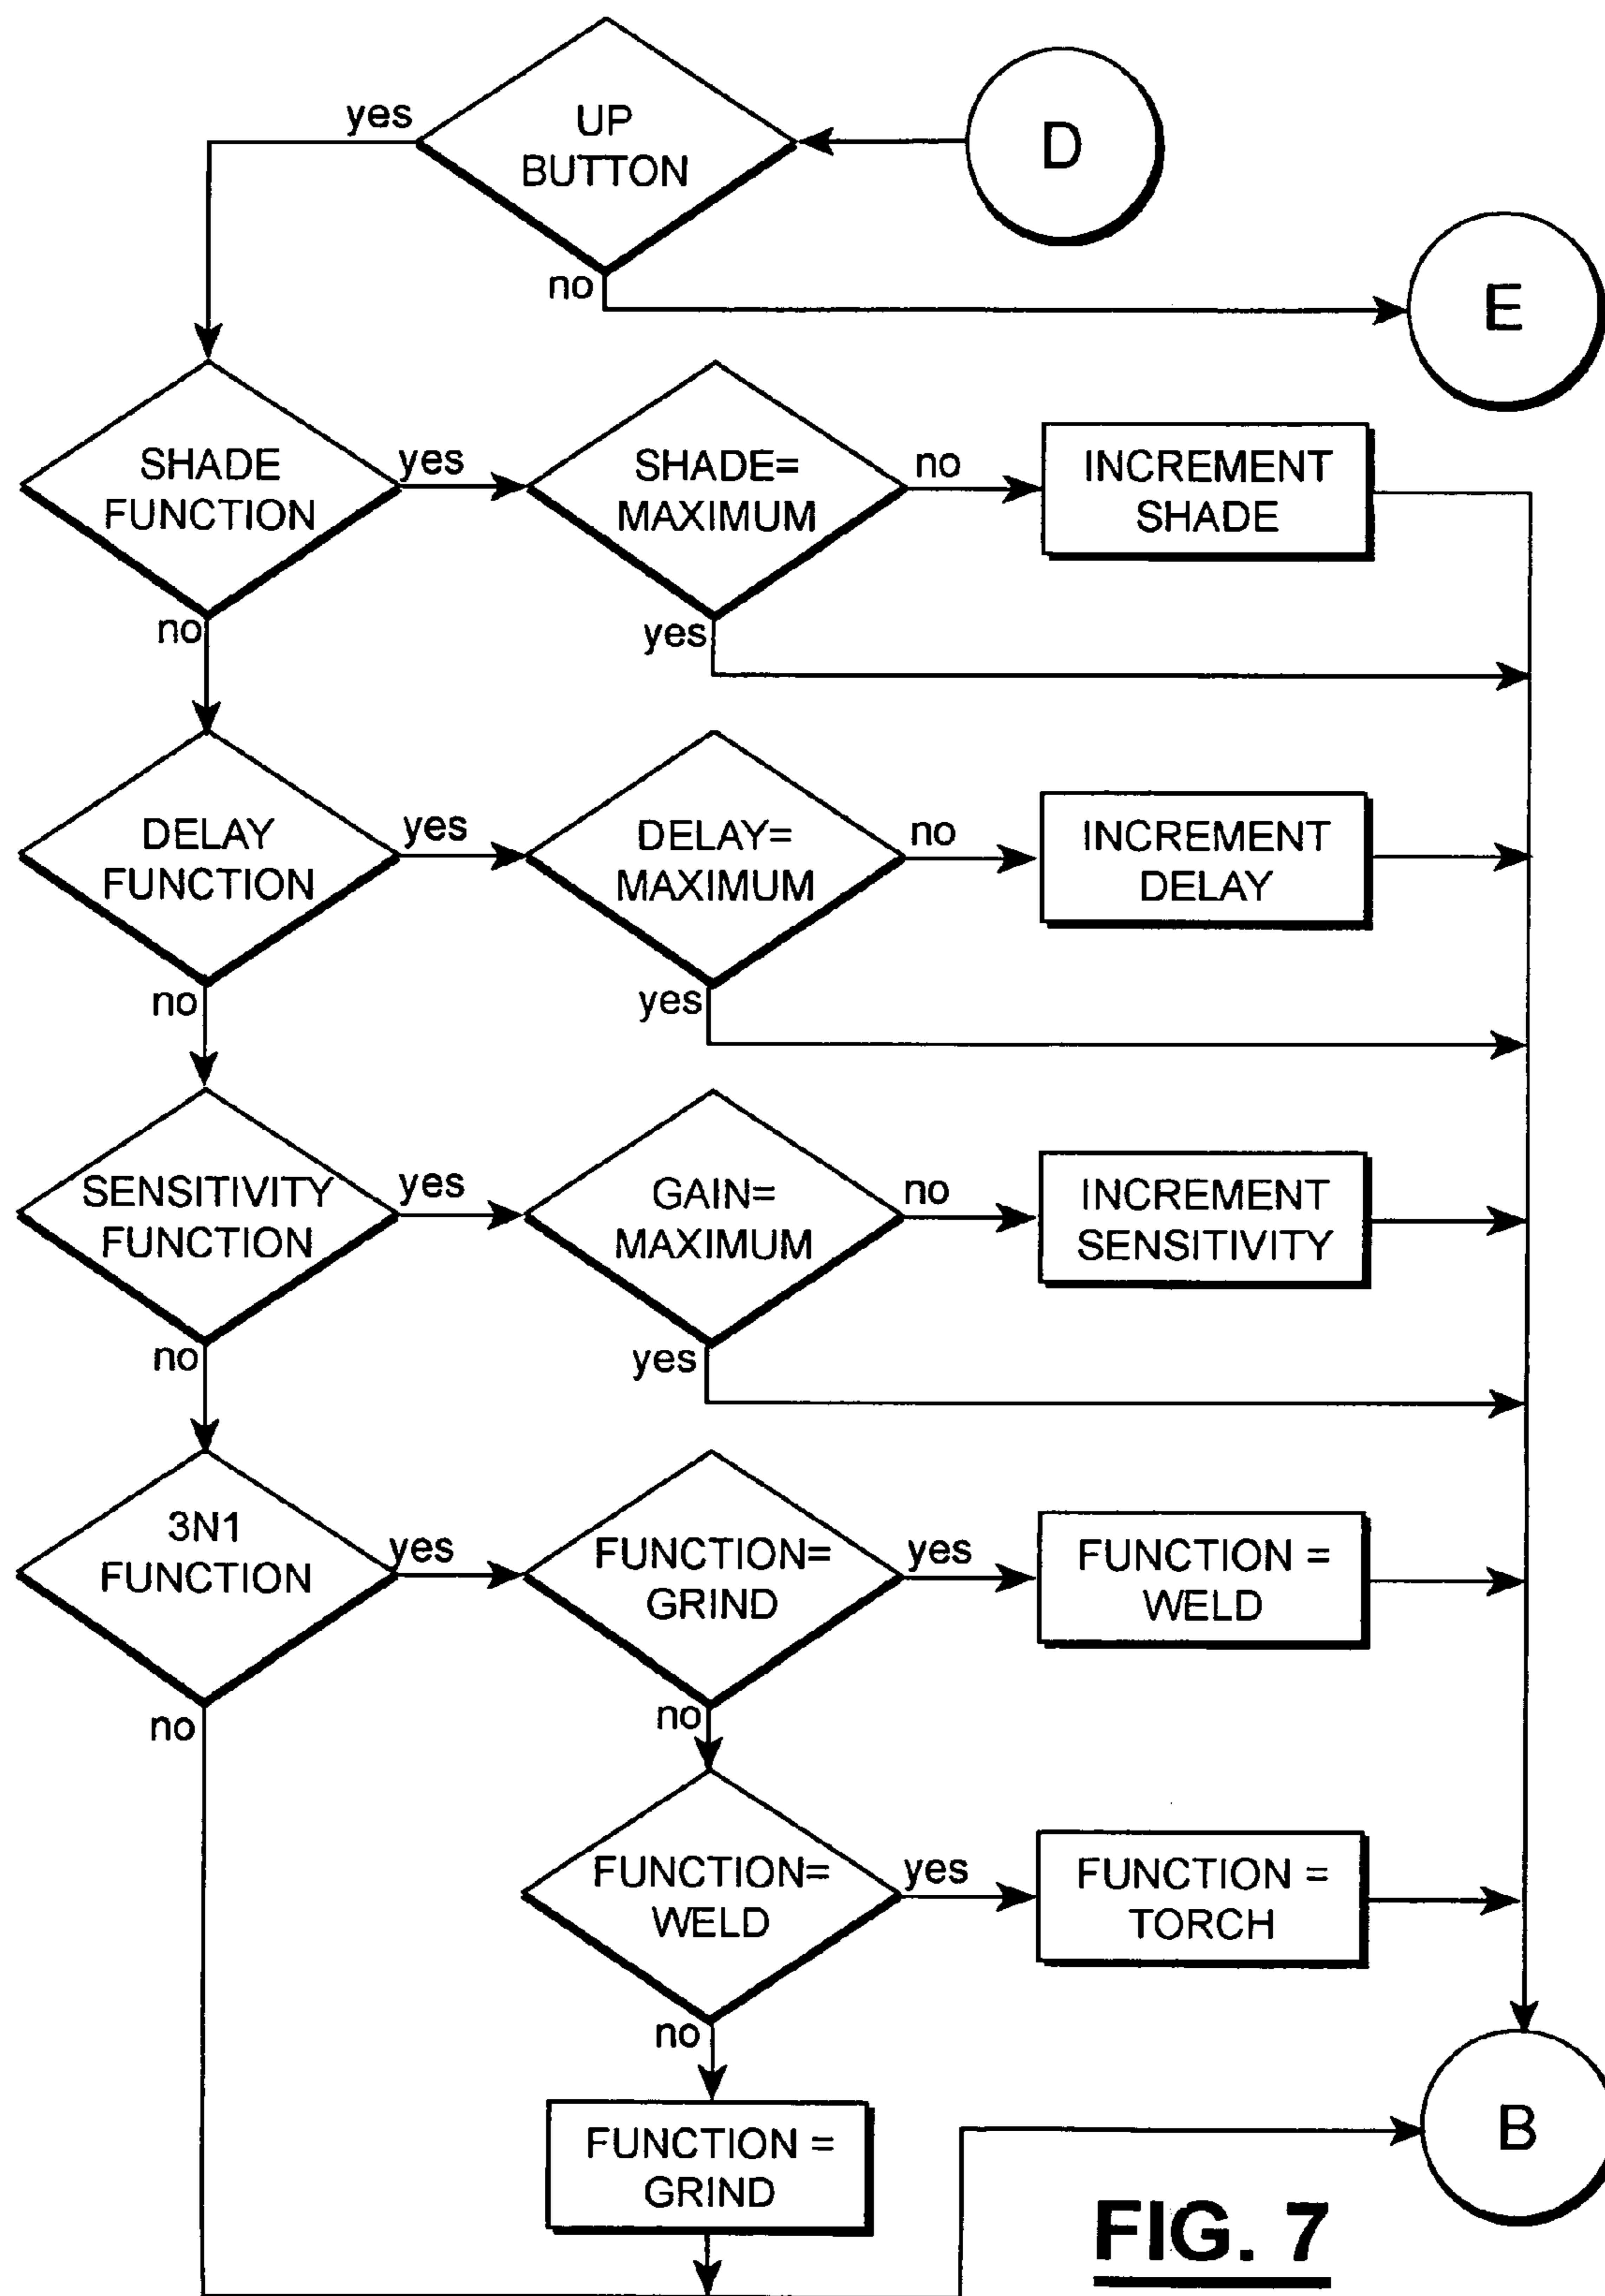 UP
BUTTON
yes
no
D
E
SHADE
FUNCTION
yes
no
SHADE=
MAXIMUM
no
yes
INCREMENT
SHADE
DELAY
FUNCTION
yes
no
DELAY=
MAXIMUM
no
yes
INCREMENT
DELAY
SENSITIVITY
FUNCTION
yes
no
GAIN=
MAXIMUM
no
yes
INCREMENT
SENSITIVITY
3N1
FUNCTION
yes
no
FUNCTION=
GRIND
yes
no
FUNCTION =
WELD
FUNCTION=
WELD
yes
no
FUNCTION =
TORCH
FUNCTION =
GRIND
B
FIG. 7